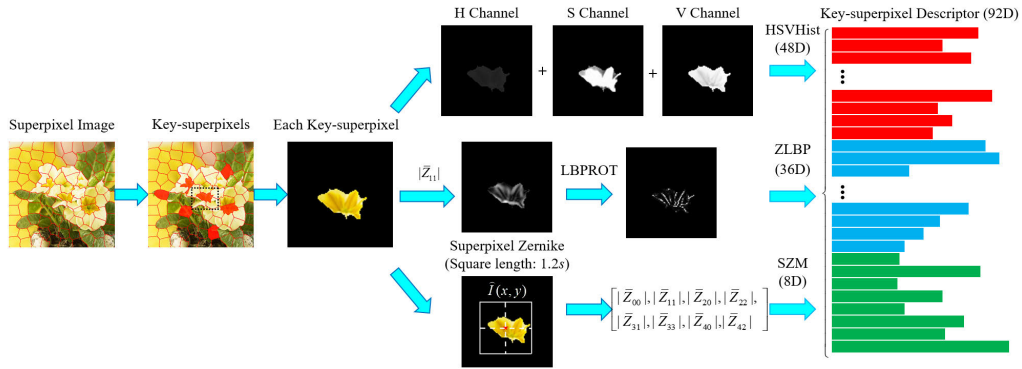 H Channel
S Channel
V Channel
Key-superpixel Descriptor (92D)
HSVHist
(48D)
+
+
Superpixel Image
Key-superpixels
Each Key-superpixel
|Z̄₁₁|
LBPROT
ZLBP
(36D)
Superpixel Zernike
(Square length: 1.2s)
Ī(x, y)
[|Z̄₀₀|,|Z̄₁₁|,|Z̄₂₀|,|Z̄₂₂|,
|Z̄₃₁|,|Z̄₃₃|,|Z̄₄₀|,|Z̄₄₂|]
SZM
(8D)